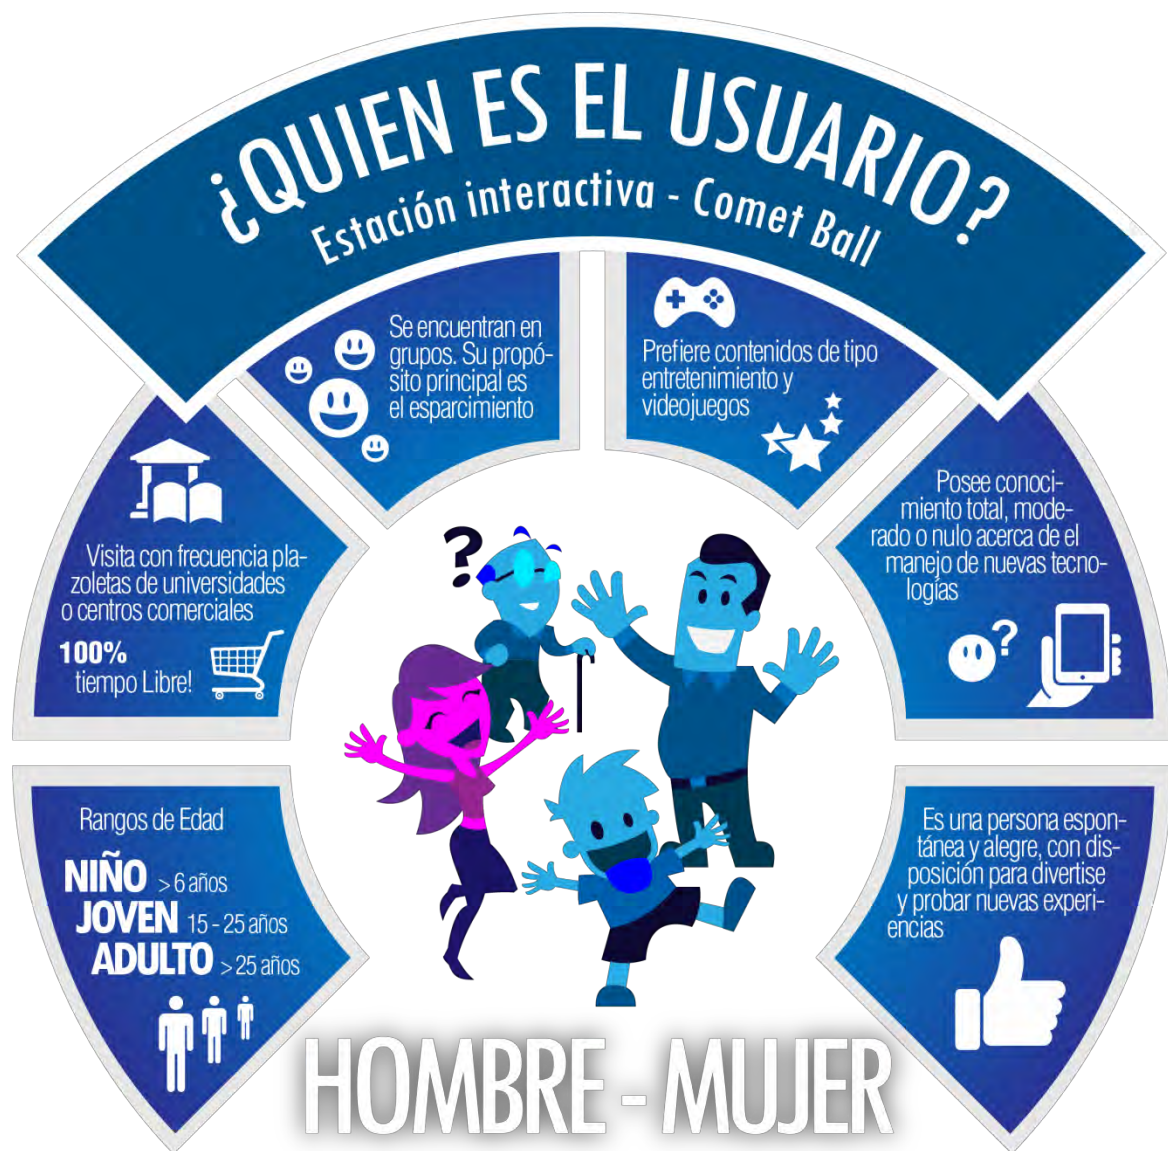 ¿QUIEN ES EL USUARIO?
Estación interactiva - Comet Ball
Se encuentran en
grupos. Su propó-
sito principal es
el esparcimiento
Prefiere contenidos de tipo
entretenimiento y
videojuegos
Visita con frecuencia pla-
zoletas de universidades
o centros comerciales
100%
tiempo Libre!
Posee conoci-
miento total, mode-
rado o nulo acerca de el
manejo de nuevas tecno-
logías
?
?
Rangos de Edad
NIÑO > 6 años
JOVEN 15 - 25 años
ADULTO > 25 años
Es una persona espon-
tánea y alegre, con dis-
posición para divertise
y probar nuevas experi-
encias
HOMBRE - MUJER